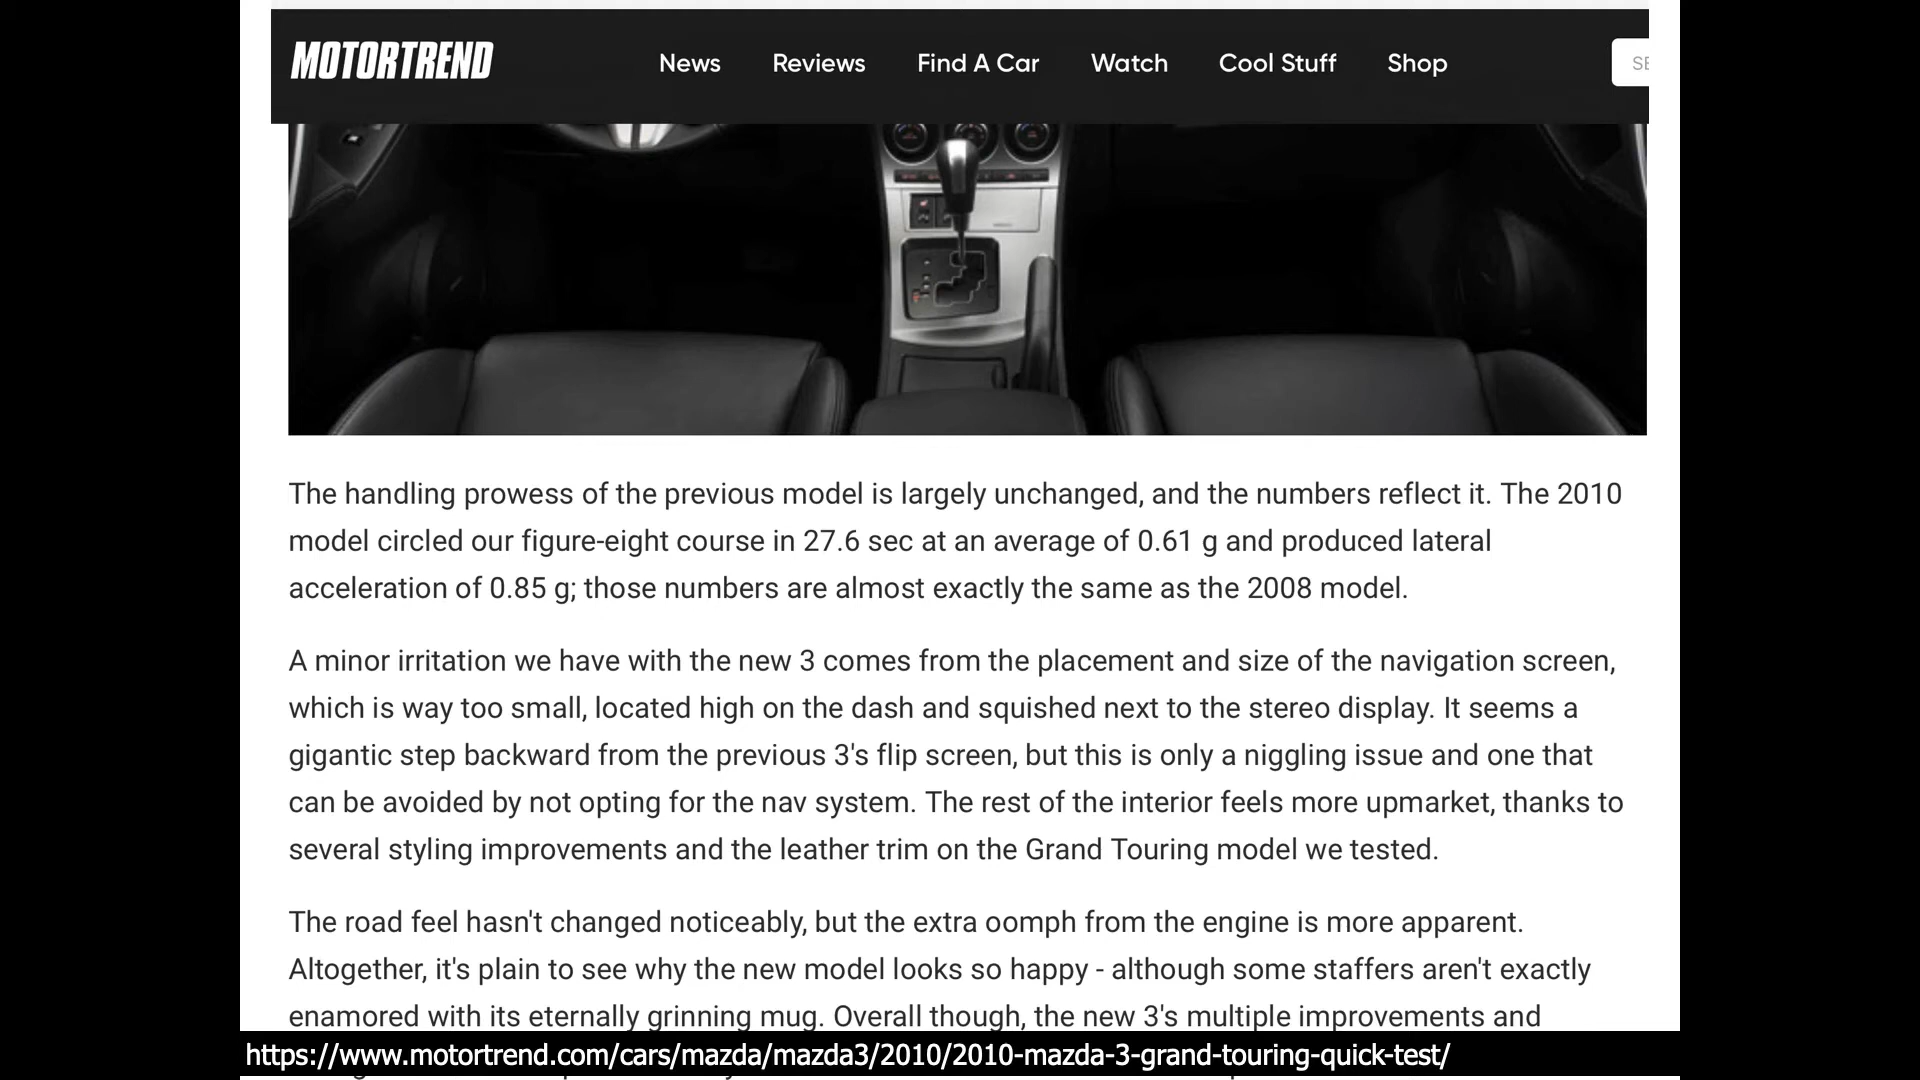 MOTORTREND
News Reviews Find A Car Watch Cool Stuff Shop
The handling prowess of the previous model is largely unchanged, and the numbers reflect it. The 2010
model circled our figure-eight course in 27.6 sec at an average of 0.61 g and produced lateral
acceleration of 0.85 g; those numbers are almost exactly the same as the 2008 model.
A minor irritation we have with the new 3 comes from the placement and size of the navigation screen,
which is way too small, located high on the dash and squished next to the stereo display. It seems a
gigantic step backward from the previous 3's flip screen, but this is only a niggling issue and one that
can be avoided by not opting for the nav system. The rest of the interior feels more upmarket, thanks to
several styling improvements and the leather trim on the Grand Touring model we tested.
The road feel hasn't changed noticeably, but the extra oomph from the engine is more apparent.
Altogether, it's plain to see why the new model looks so happy - although some staffers aren't exactly
enamored with its eternally grinning mug. Overall though, the new 3's multiple improvements and
https://www.motortrend.com/cars/mazda/mazda3/2010/2010-mazda-3-grand-touring-quick-test/